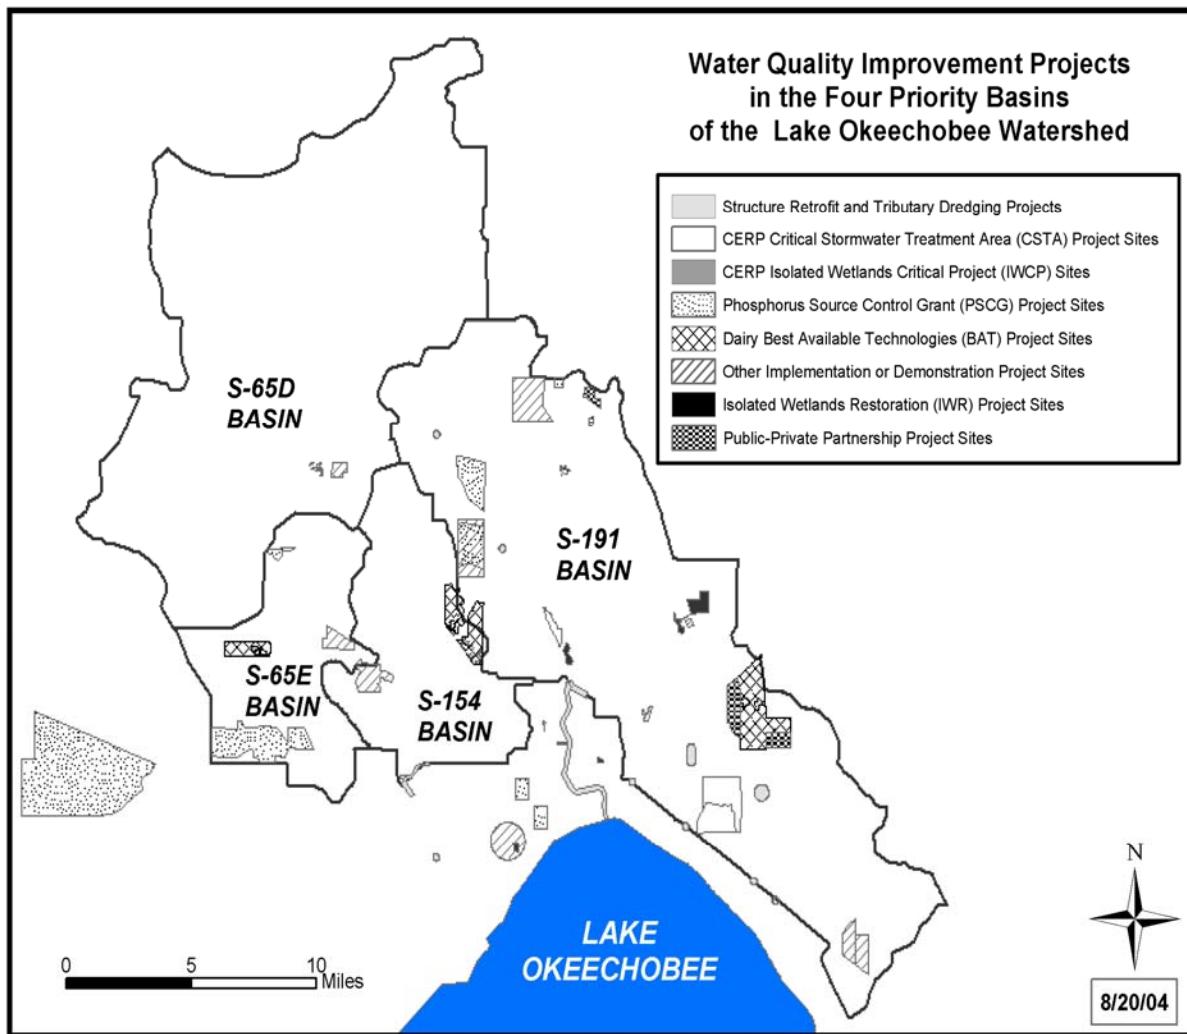 Water Quality Improvement Projects
in the Four Priority Basins
of the Lake Okeechobee Watershed
Structure Retrofit and Tributary Dredging Projects
CERP Critical Stormwater Treatment Area (CSTA) Project Sites
CERP Isolated Wetlands Critical Project (IWCP) Sites
Phosphorus Source Control Grant (PSCG) Project Sites
Dairy Best Available Technologies (BAT) Project Sites
Other Implementation or Demonstration Project Sites
Isolated Wetlands Restoration (IWR) Project Sites
Public-Private Partnership Project Sites
S-65D
BASIN
S-191
BASIN
S-65E
BASIN
S-154
BASIN
LAKE
OKEECHOBEE
0 5 10
Miles
N
8/20/04